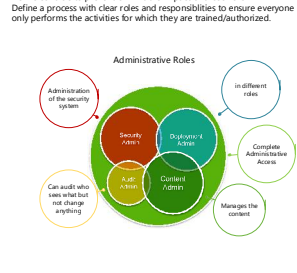 Define a process with clear roles and responsiblities to ensure everyone
only performs the activities for which they are trained/authorized.
Administrative Roles
Administration
of the security
system
in different
roles
Security
Admin
Deployment
Admin
Complete
Administrative
Access
Audit
Admin
Content
Admin
Can audit who
sees what but
not change
anything
Manages the
content